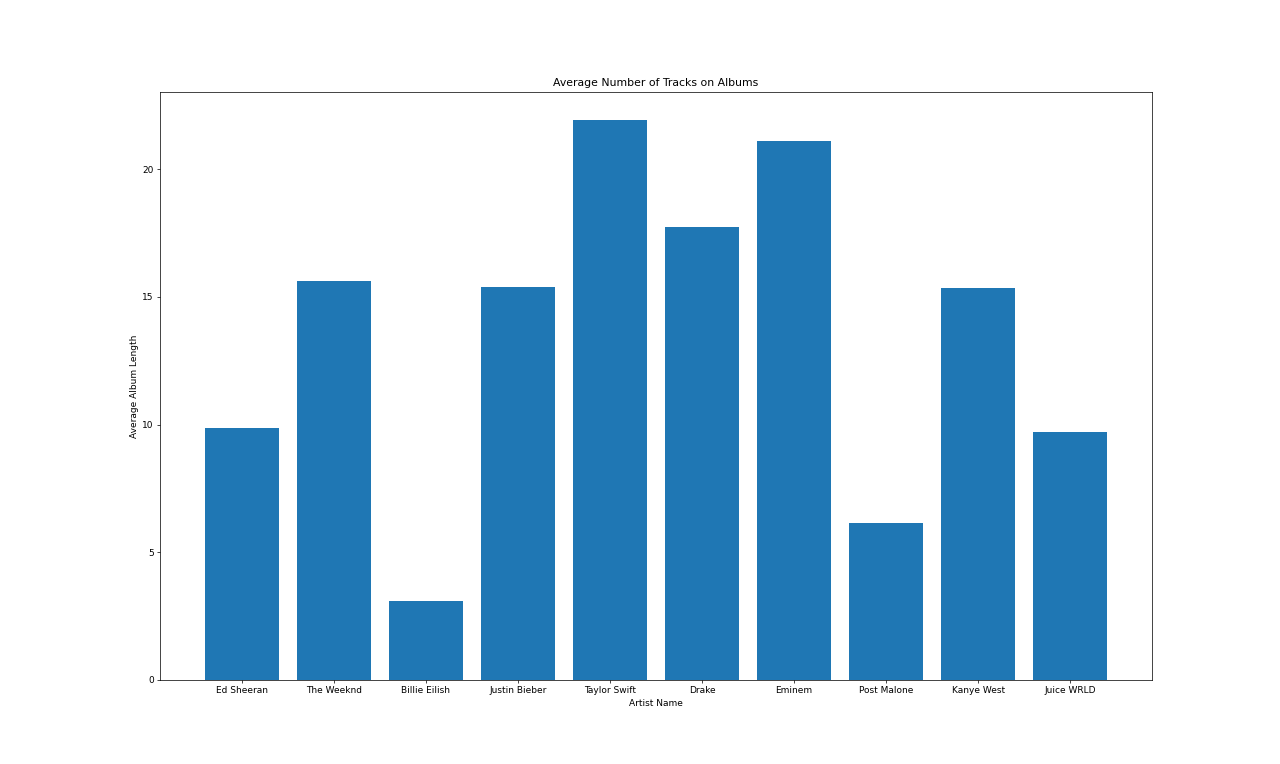 Average Number of Tracks on Albums
Average Album Length
20
15
10
5
0
Ed Sheeran The Weeknd Billie Eilish Justin Bieber Taylor Swift Drake Eminem Post Malone Kanye West Juice WRLD
Artist Name